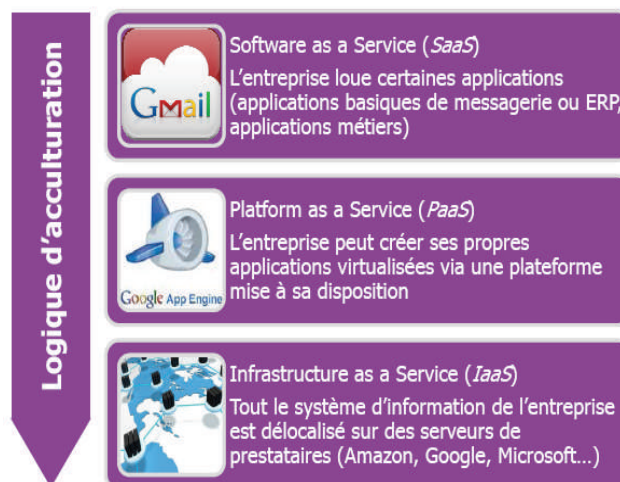 Logique d'acculturation
Gmail
Software as a Service (SaaS)
L'entreprise loue certaines applications
(applications basiques de messagerie ou ERP,
applications métiers)
Google App Engine
Platform as a Service (PaaS)
L'entreprise peut créer ses propres
applications virtualisées via une plateforme
mise à sa disposition
Infrastructure as a Service (IaaS)
Tout le système d'information de l'entreprise
est délocalisé sur des serveurs de
prestataires (Amazon, Google, Microsoft...)